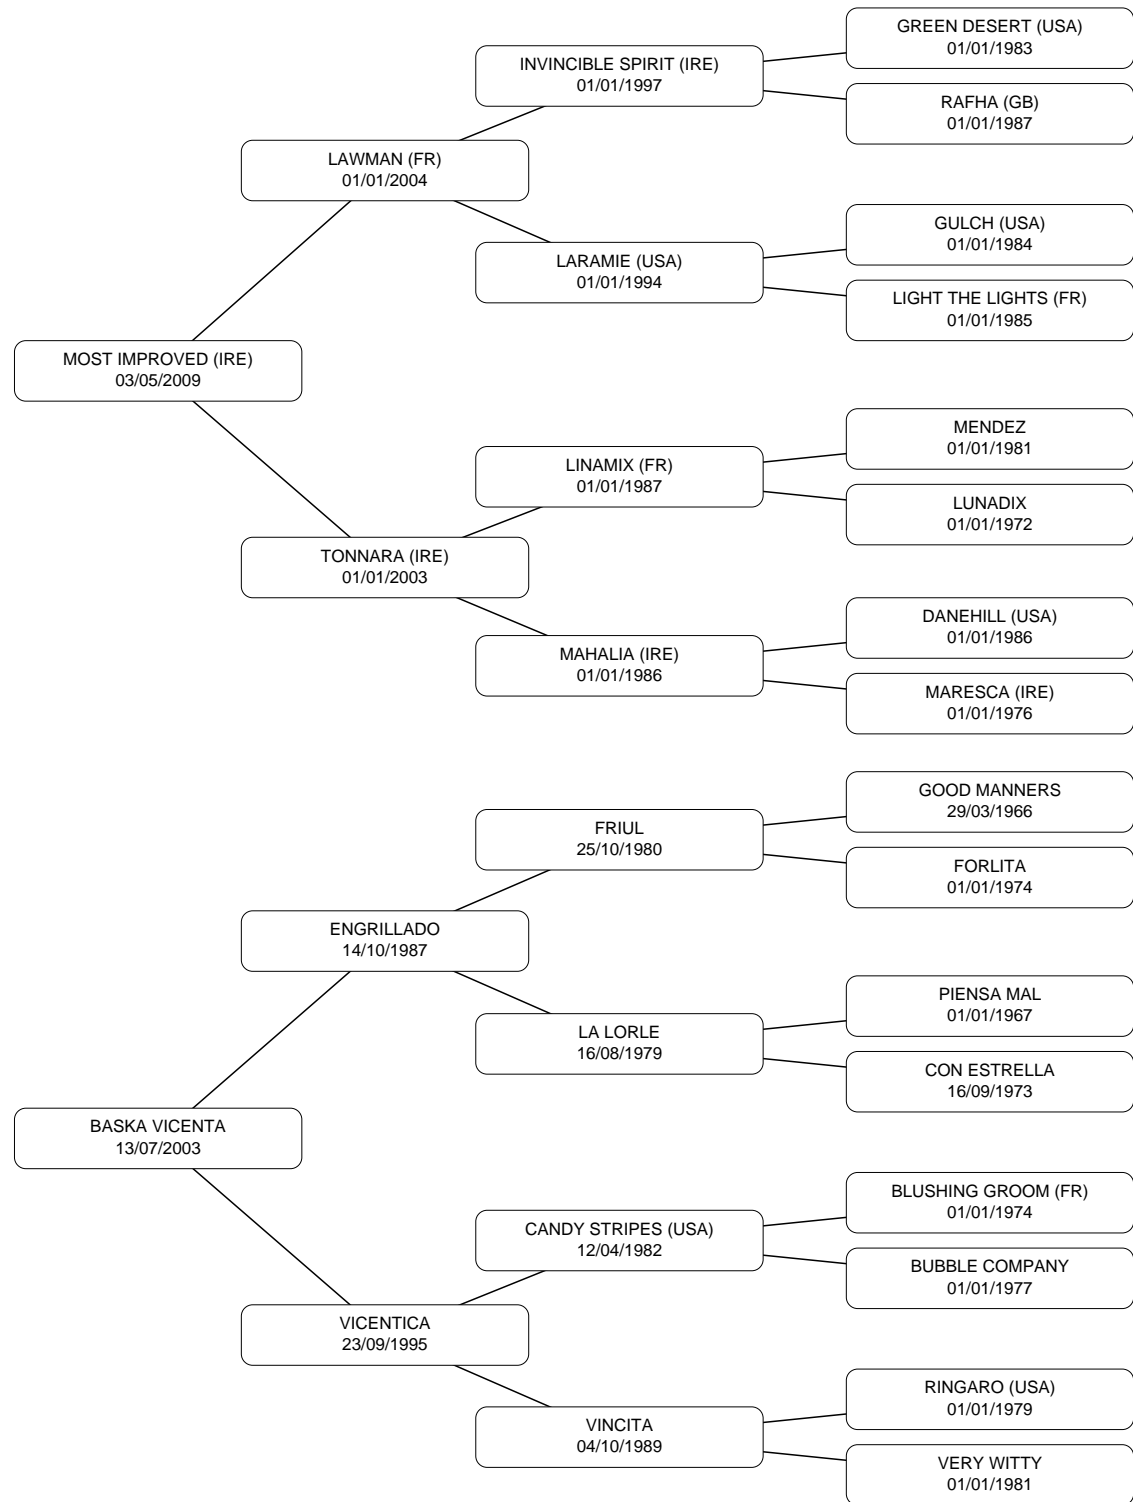 GREEN DESERT (USA)
01/01/1983
INVINCIBLE SPIRIT (IRE)
01/01/1997
RAFHA (GB)
01/01/1987
LAWMAN (FR)
01/01/2004
GULCH (USA)
01/01/1984
LARAMIE (USA)
01/01/1994
LIGHT THE LIGHTS (FR)
01/01/1985
MOST IMPROVED (IRE)
03/05/2009
MENDEZ
01/01/1981
LINAMIX (FR)
01/01/1987
LUNADIX
01/01/1972
TONNARA (IRE)
01/01/2003
DANEHILL (USA)
01/01/1986
MAHALIA (IRE)
01/01/1986
MARESCA (IRE)
01/01/1976
GOOD MANNERS
29/03/1966
FRIUL
25/10/1980
FORLITA
01/01/1974
ENGRILLADO
14/10/1987
PIENSA MAL
01/01/1967
LA LORLE
16/08/1979
CON ESTRELLA
16/09/1973
BASKA VICENTA
13/07/2003
BLUSHING GROOM (FR)
01/01/1974
CANDY STRIPES (USA)
12/04/1982
BUBBLE COMPANY
01/01/1977
VICENTICA
23/09/1995
RINGARO (USA)
01/01/1979
VINCITA
04/10/1989
VERY WITTY
01/01/1981